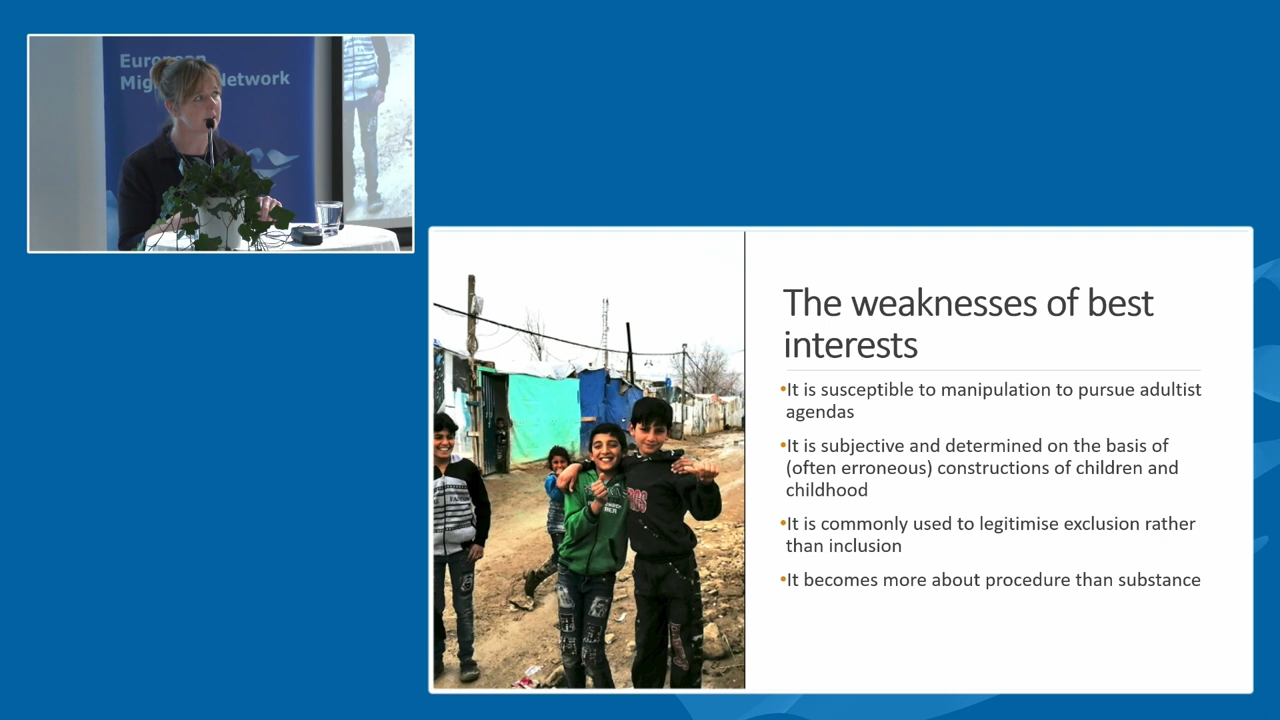 European
Mig Network
The weaknesses of best
interests
•It is susceptible to manipulation to pursue adultist
agendas
•It is subjective and determined on the basis of
(often erroneous) constructions of children and
childhood
•It is commonly used to legitimise exclusion rather
than inclusion
•It becomes more about procedure than substance